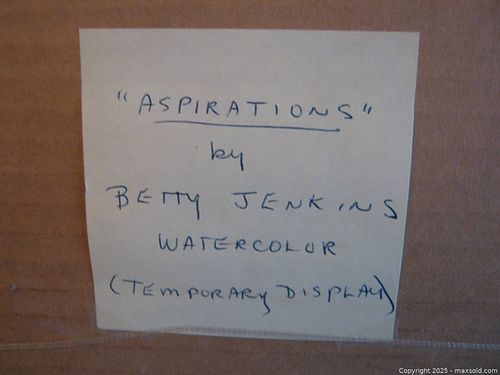 "ASPIRATIONS"
by
BETTY JENKINS
WATERCOLOR
(TEMPORARY DISPLAY)
Copyright 2025 - maxsold.com